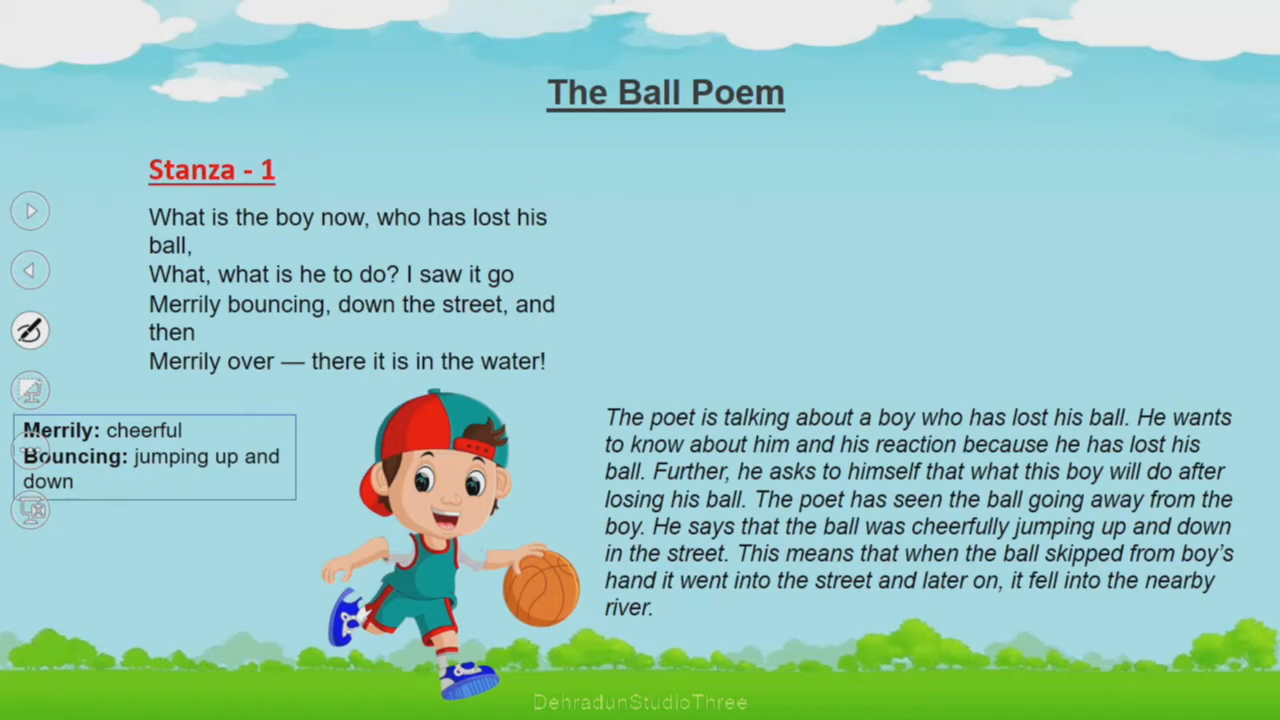 The Ball Poem
Stanza - 1
What is the boy now, who has lost his
ball,
What, what is he to do? I saw it go
Merrily bouncing, down the street, and
then
Merrily over — there it is in the water!
Merrily: cheerful
Bouncing: jumping up and
down
The poet is talking about a boy who has lost his ball. He wants
to know about him and his reaction because he has lost his
ball. Further, he asks to himself that what this boy will do after
losing his ball. The poet has seen the ball going away from the
boy. He says that the ball was cheerfully jumping up and down
in the street. This means that when the ball skipped from boy's
hand it went into the street and later on, it fell into the nearby
river.
DehradunStudioThree